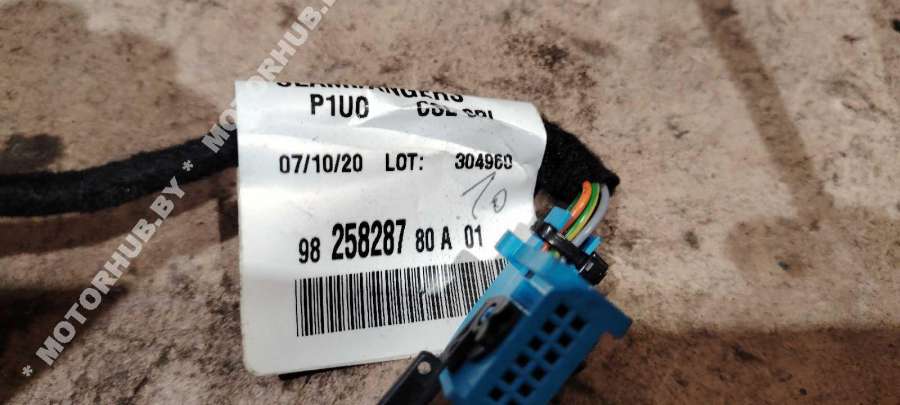 P1U0
07/10/20 LOT: 304960
10
98 258287 80 A 01
* MOTORHUB.BY * MOTORHUB.BY *